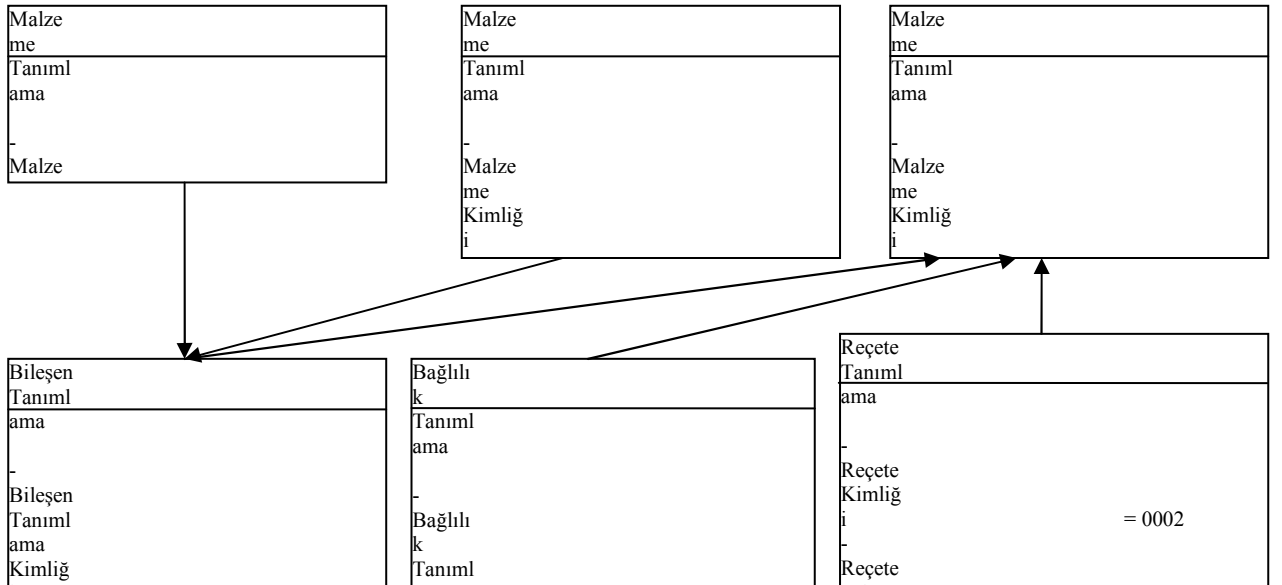 Malze
me
Tanıml
ama
-
Malze
Malze
me
Tanıml
ama
-
Malze
me
Kimliğ
i
Malze
me
Tanıml
ama
-
Malze
me
Kimliğ
i
Bileşen
Tanıml
ama
-
Bileşen
Tanıml
ama
Kimliğ
Bağlılı
k
Tanıml
ama
-
Bağlılı
k
Tanıml
Reçete
Tanıml
ama
-
Reçete
Kimliğ
i = 0002
-
Reçete